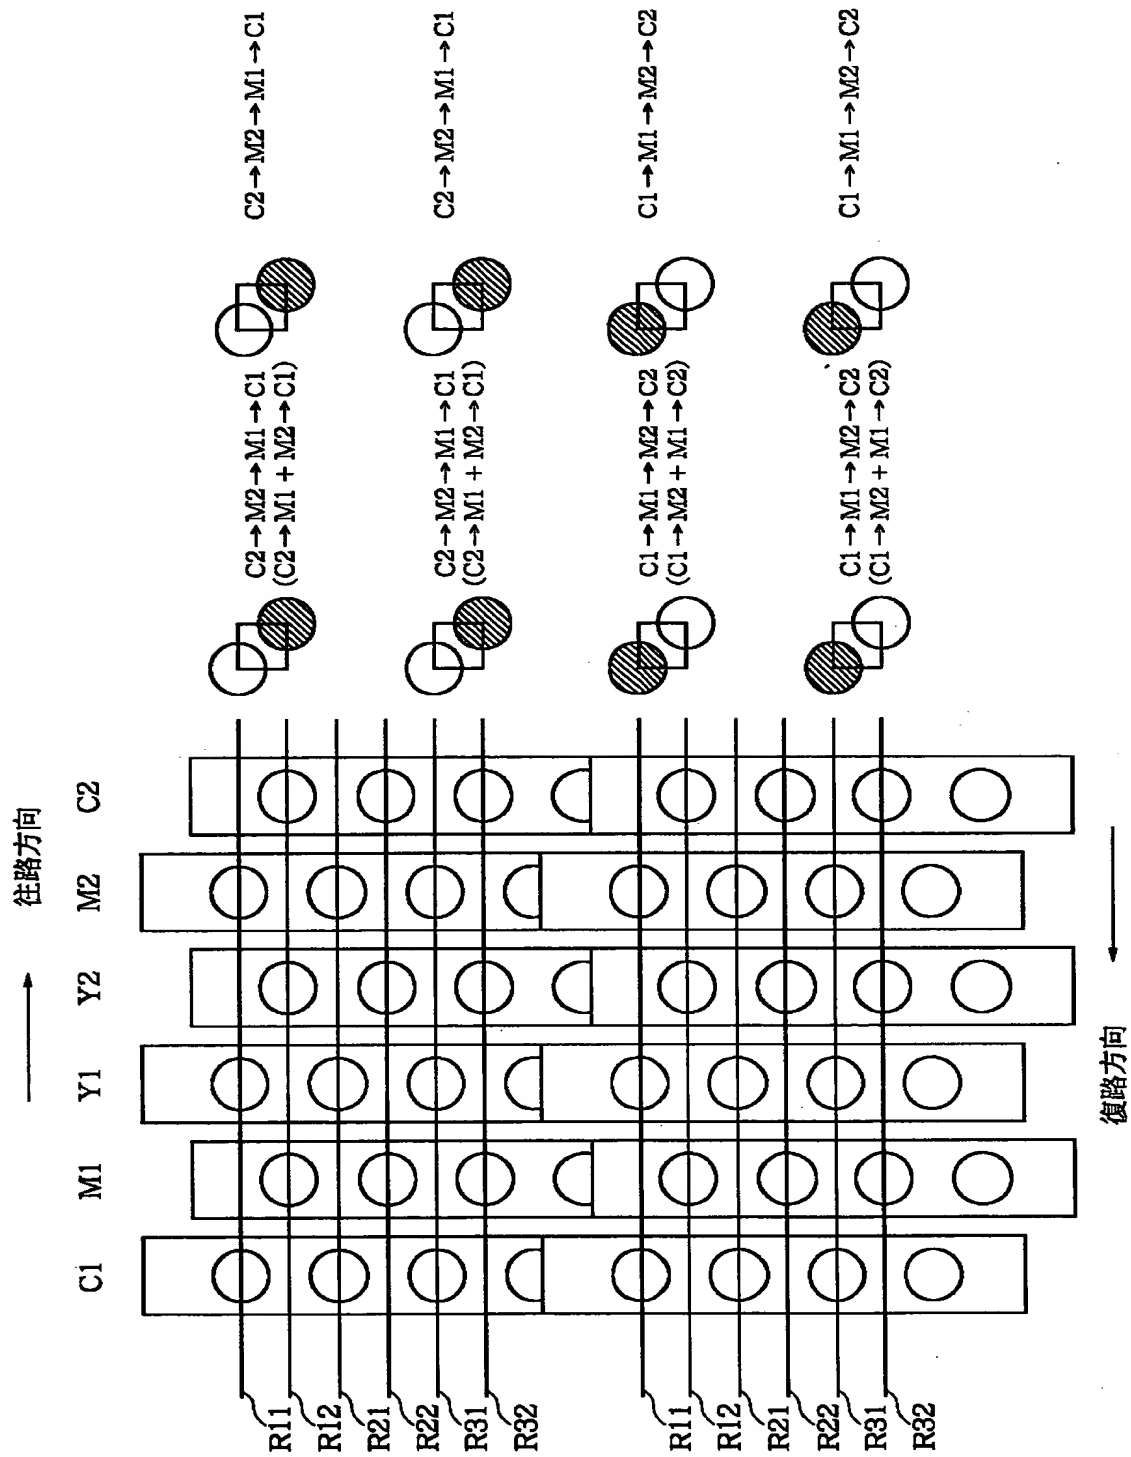 往路方向
C1 M1 Y1 Y2 M2 C2
復路方向
R11
R12
R21
R22
R31
R32
R11
R12
R21
R22
R31
R32
C2→M2→M1→C1
(C2→M1+M2→C1)
C2→M2→M1→C1
C2→M2→M1→C1
(C2→M1+M2→C1)
C2→M2→M1→C1
C1→M1→M2→C2
(C1→M2+M1→C2)
C1→M1→M2→C2
C1→M1→M2→C2
(C1→M2+M1→C2)
C1→M1→M2→C2